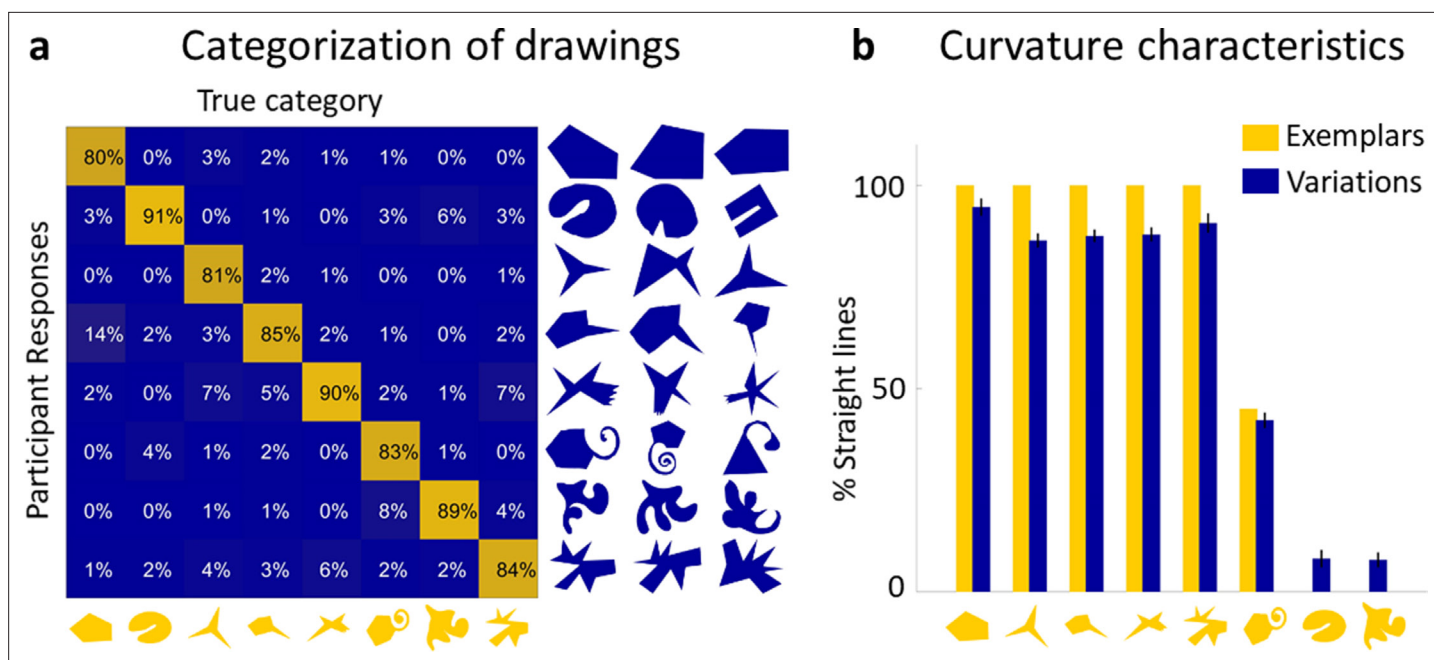 a Categorization of drawings
True category
Participant Responses
80% 0% 3% 2% 1% 1% 0% 0%
3% 91% 0% 1% 0% 3% 6% 3%
0% 0% 81% 2% 1% 0% 0% 1%
14% 2% 3% 85% 2% 1% 0% 2%
2% 0% 7% 5% 90% 2% 1% 7%
0% 4% 1% 2% 0% 83% 1% 0%
0% 0% 1% 1% 0% 8% 89% 4%
1% 2% 4% 3% 6% 2% 2% 84%
b Curvature characteristics
Exemplars
Variations
% Straight lines
100
50
0